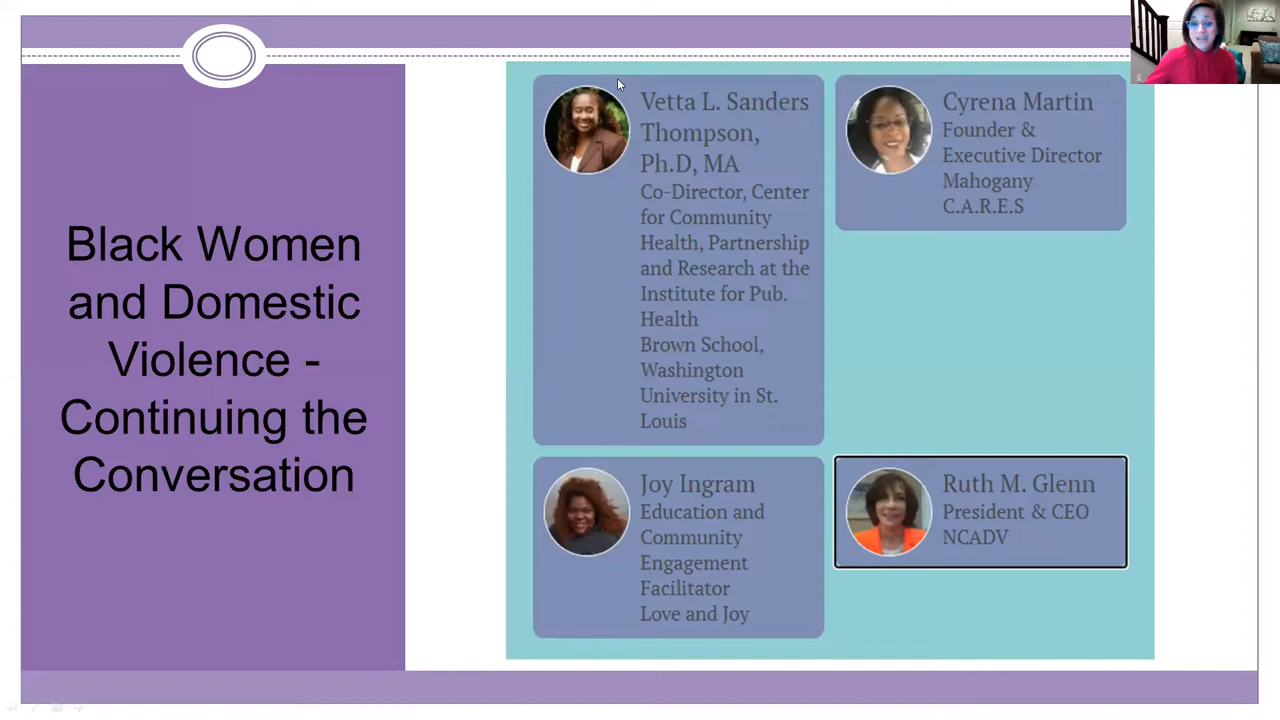 Black Women
and Domestic
Violence -
Continuing the
Conversation
Vetta L. Sanders
Thompson,
Ph.D, MA
Co-Director, Center
for Community
Health, Partnership
and Research at the
Institute for Pub.
Health
Brown School,
Washington
University in St.
Louis
Cyrena Martin
Founder &
Executive Director
Mahogany
C.A.R.E.S
Joy Ingram
Education and
Community
Engagement
Facilitator
Love and Joy
Ruth M. Glenn
President & CEO
NCADV